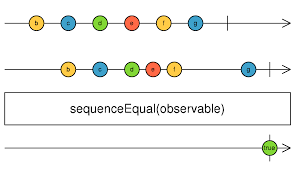 b c d e f g
b c d e f g
sequenceEqual(observable)
true